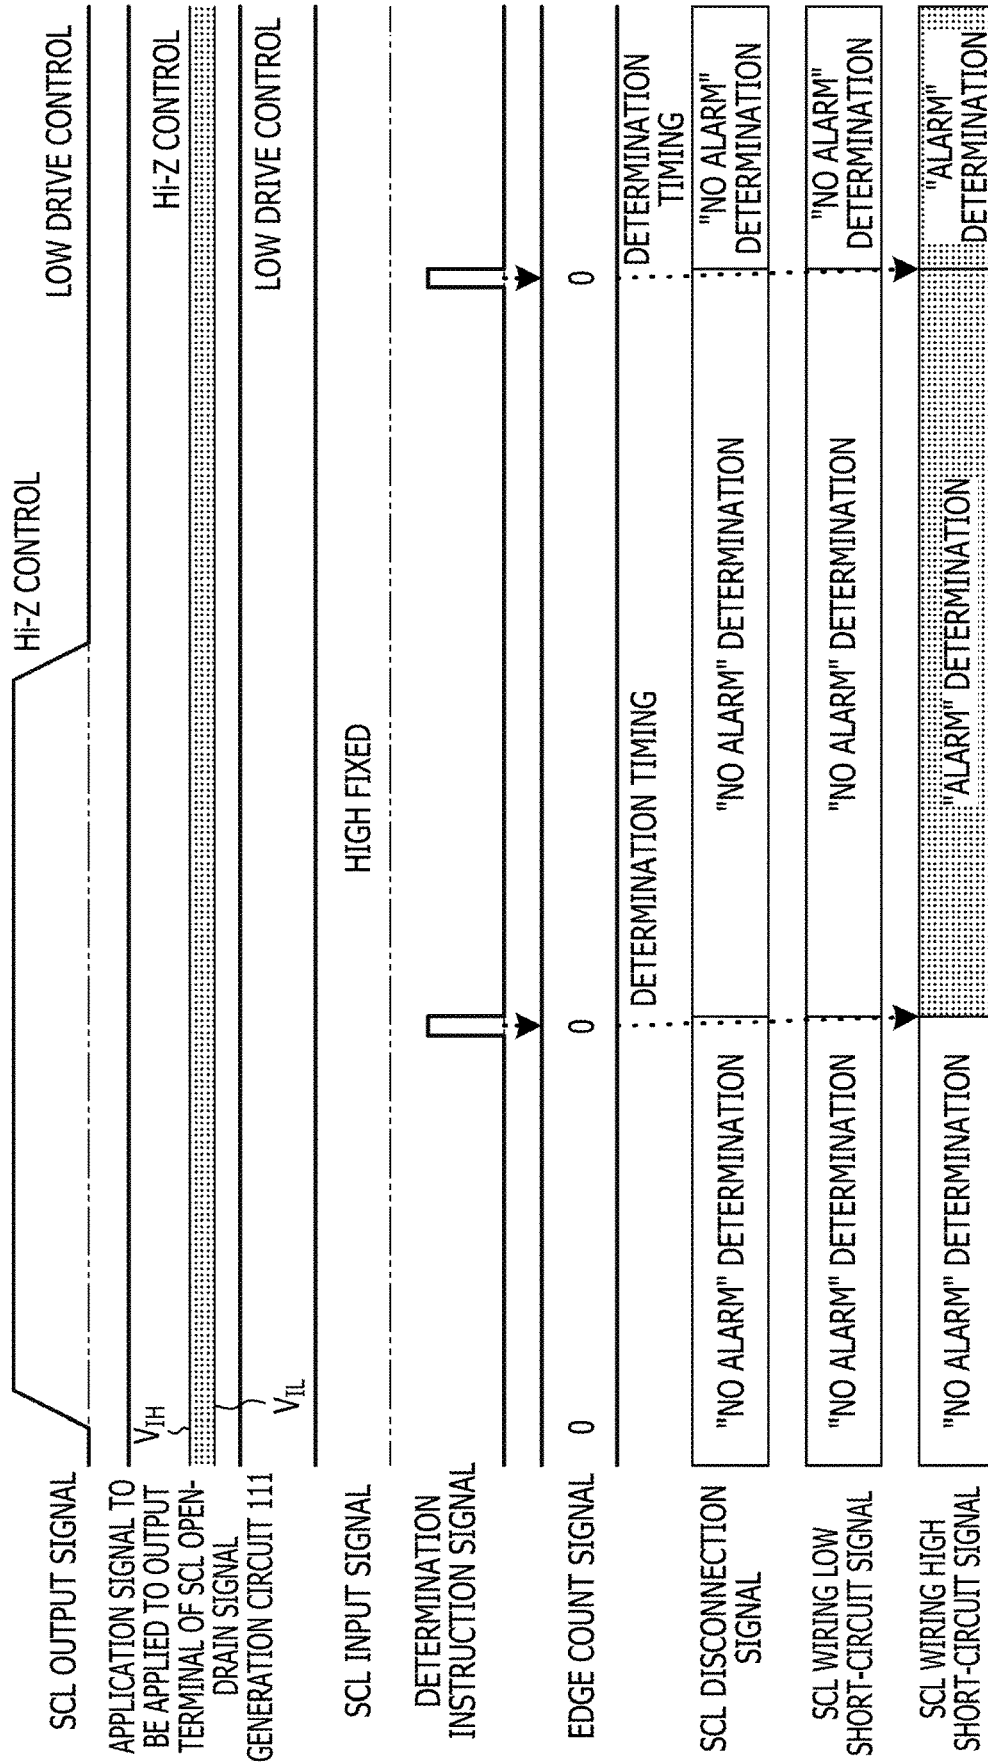 Hi-Z CONTROL
SCL OUTPUT SIGNAL
LOW DRIVE CONTROL
APPLICATION SIGNAL TO
BE APPLIED TO OUTPUT
TERMINAL OF SCL OPEN-
DRAIN SIGNAL
GENERATION CIRCUIT 111
VIH
VIL
Hi-Z CONTROL
LOW DRIVE CONTROL
SCL INPUT SIGNAL
HIGH FIXED
DETERMINATION
INSTRUCTION SIGNAL
EDGE COUNT SIGNAL
0
0
0
DETERMINATION TIMING
DETERMINATION
TIMING
SCL DISCONNECTION
SIGNAL
"NO ALARM" DETERMINATION
"NO ALARM" DETERMINATION
"NO ALARM"
DETERMINATION
SCL WIRING LOW
SHORT-CIRCUIT SIGNAL
"NO ALARM" DETERMINATION
"NO ALARM" DETERMINATION
"NO ALARM"
DETERMINATION
SCL WIRING HIGH
SHORT-CIRCUIT SIGNAL
"NO ALARM" DETERMINATION
"ALARM" DETERMINATION
"ALARM"
DETERMINATION